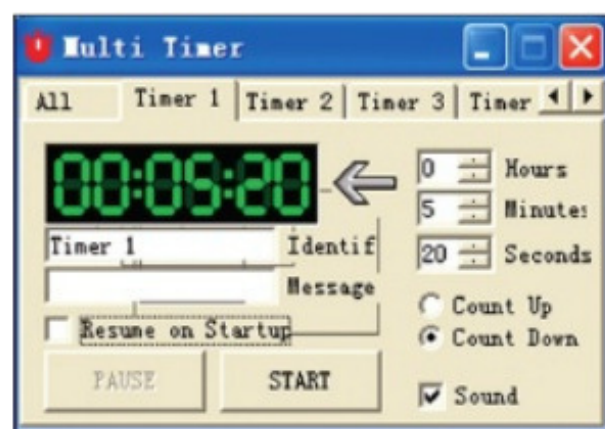 Multi Timer
All Timer 1 Timer 2 Timer 3 Timer
00:05:20
0 Hours
5 Minutes
20 Seconds
Timer 1 Identif
Message
Resume on Startup
Count Up
Count Down
PAUSE START
Sound